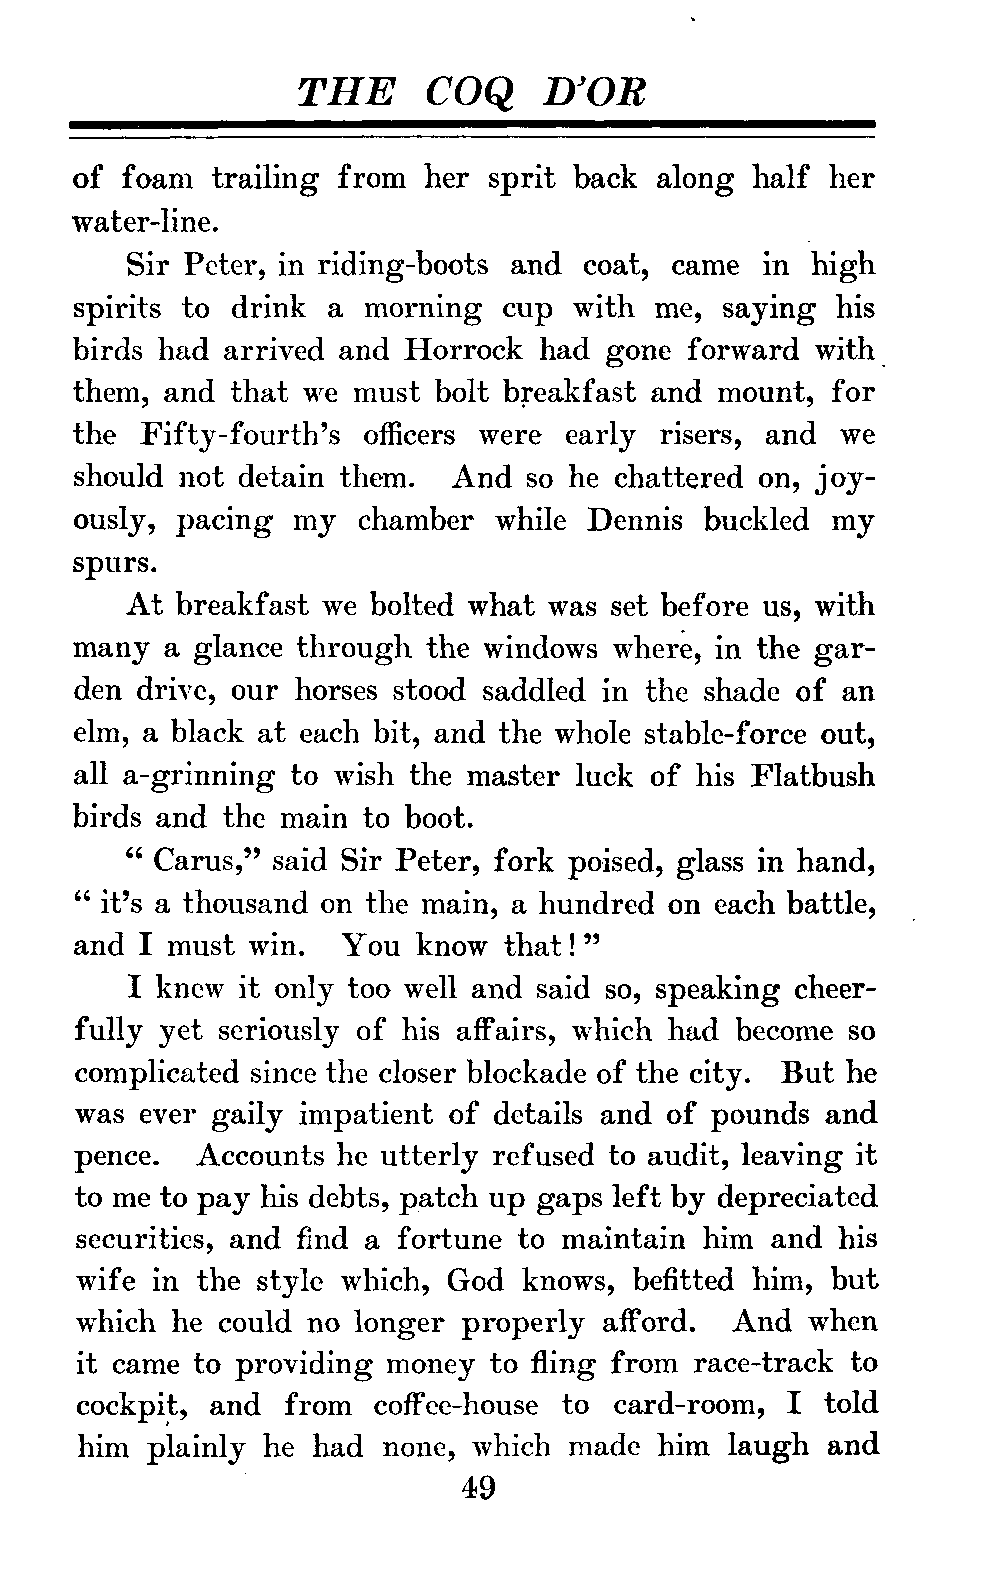 THE COQ D'OR
of foam trailing from her sprit back along half her
water-line.
Sir Peter, in riding-boots and coat, came in high
spirits to drink a morning cup with me, saying his
birds had arrived and Horrock had gone forward with
them, and that we must bolt breakfast and mount, for
the Fifty-fourth's officers were early risers, and we
should not detain them. And so he chattered on, joy-
ously, pacing my chamber while Dennis buckled my
spurs.
At breakfast we bolted what was set before us, with
many a glance through the windows where, in the gar-
den drive, our horses stood saddled in the shade of an
elm, a black at each bit, and the whole stable-force out,
all a-grinning to wish the master luck of his Flatbush
birds and the main to boot.
"Carus," said Sir Peter, fork poised, glass in hand,
"it's a thousand on the main, a hundred on each battle,
and I must win. You know that!"
I knew it only too well and said so, speaking cheer-
fully yet seriously of his affairs, which had become so
complicated since the closer blockade of the city. But he
was ever gaily impatient of details and of pounds and
pence. Accounts he utterly refused to audit, leaving it
to me to pay his debts, patch up gaps left by depreciated
securities, and find a fortune to maintain him and his
wife in the style which, God knows, befitted him, but
which he could no longer properly afford. And when
it came to providing money to fling from race-track to
cockpit, and from coffee-house to card-room, I told
him plainly he had none, which made him laugh and
49